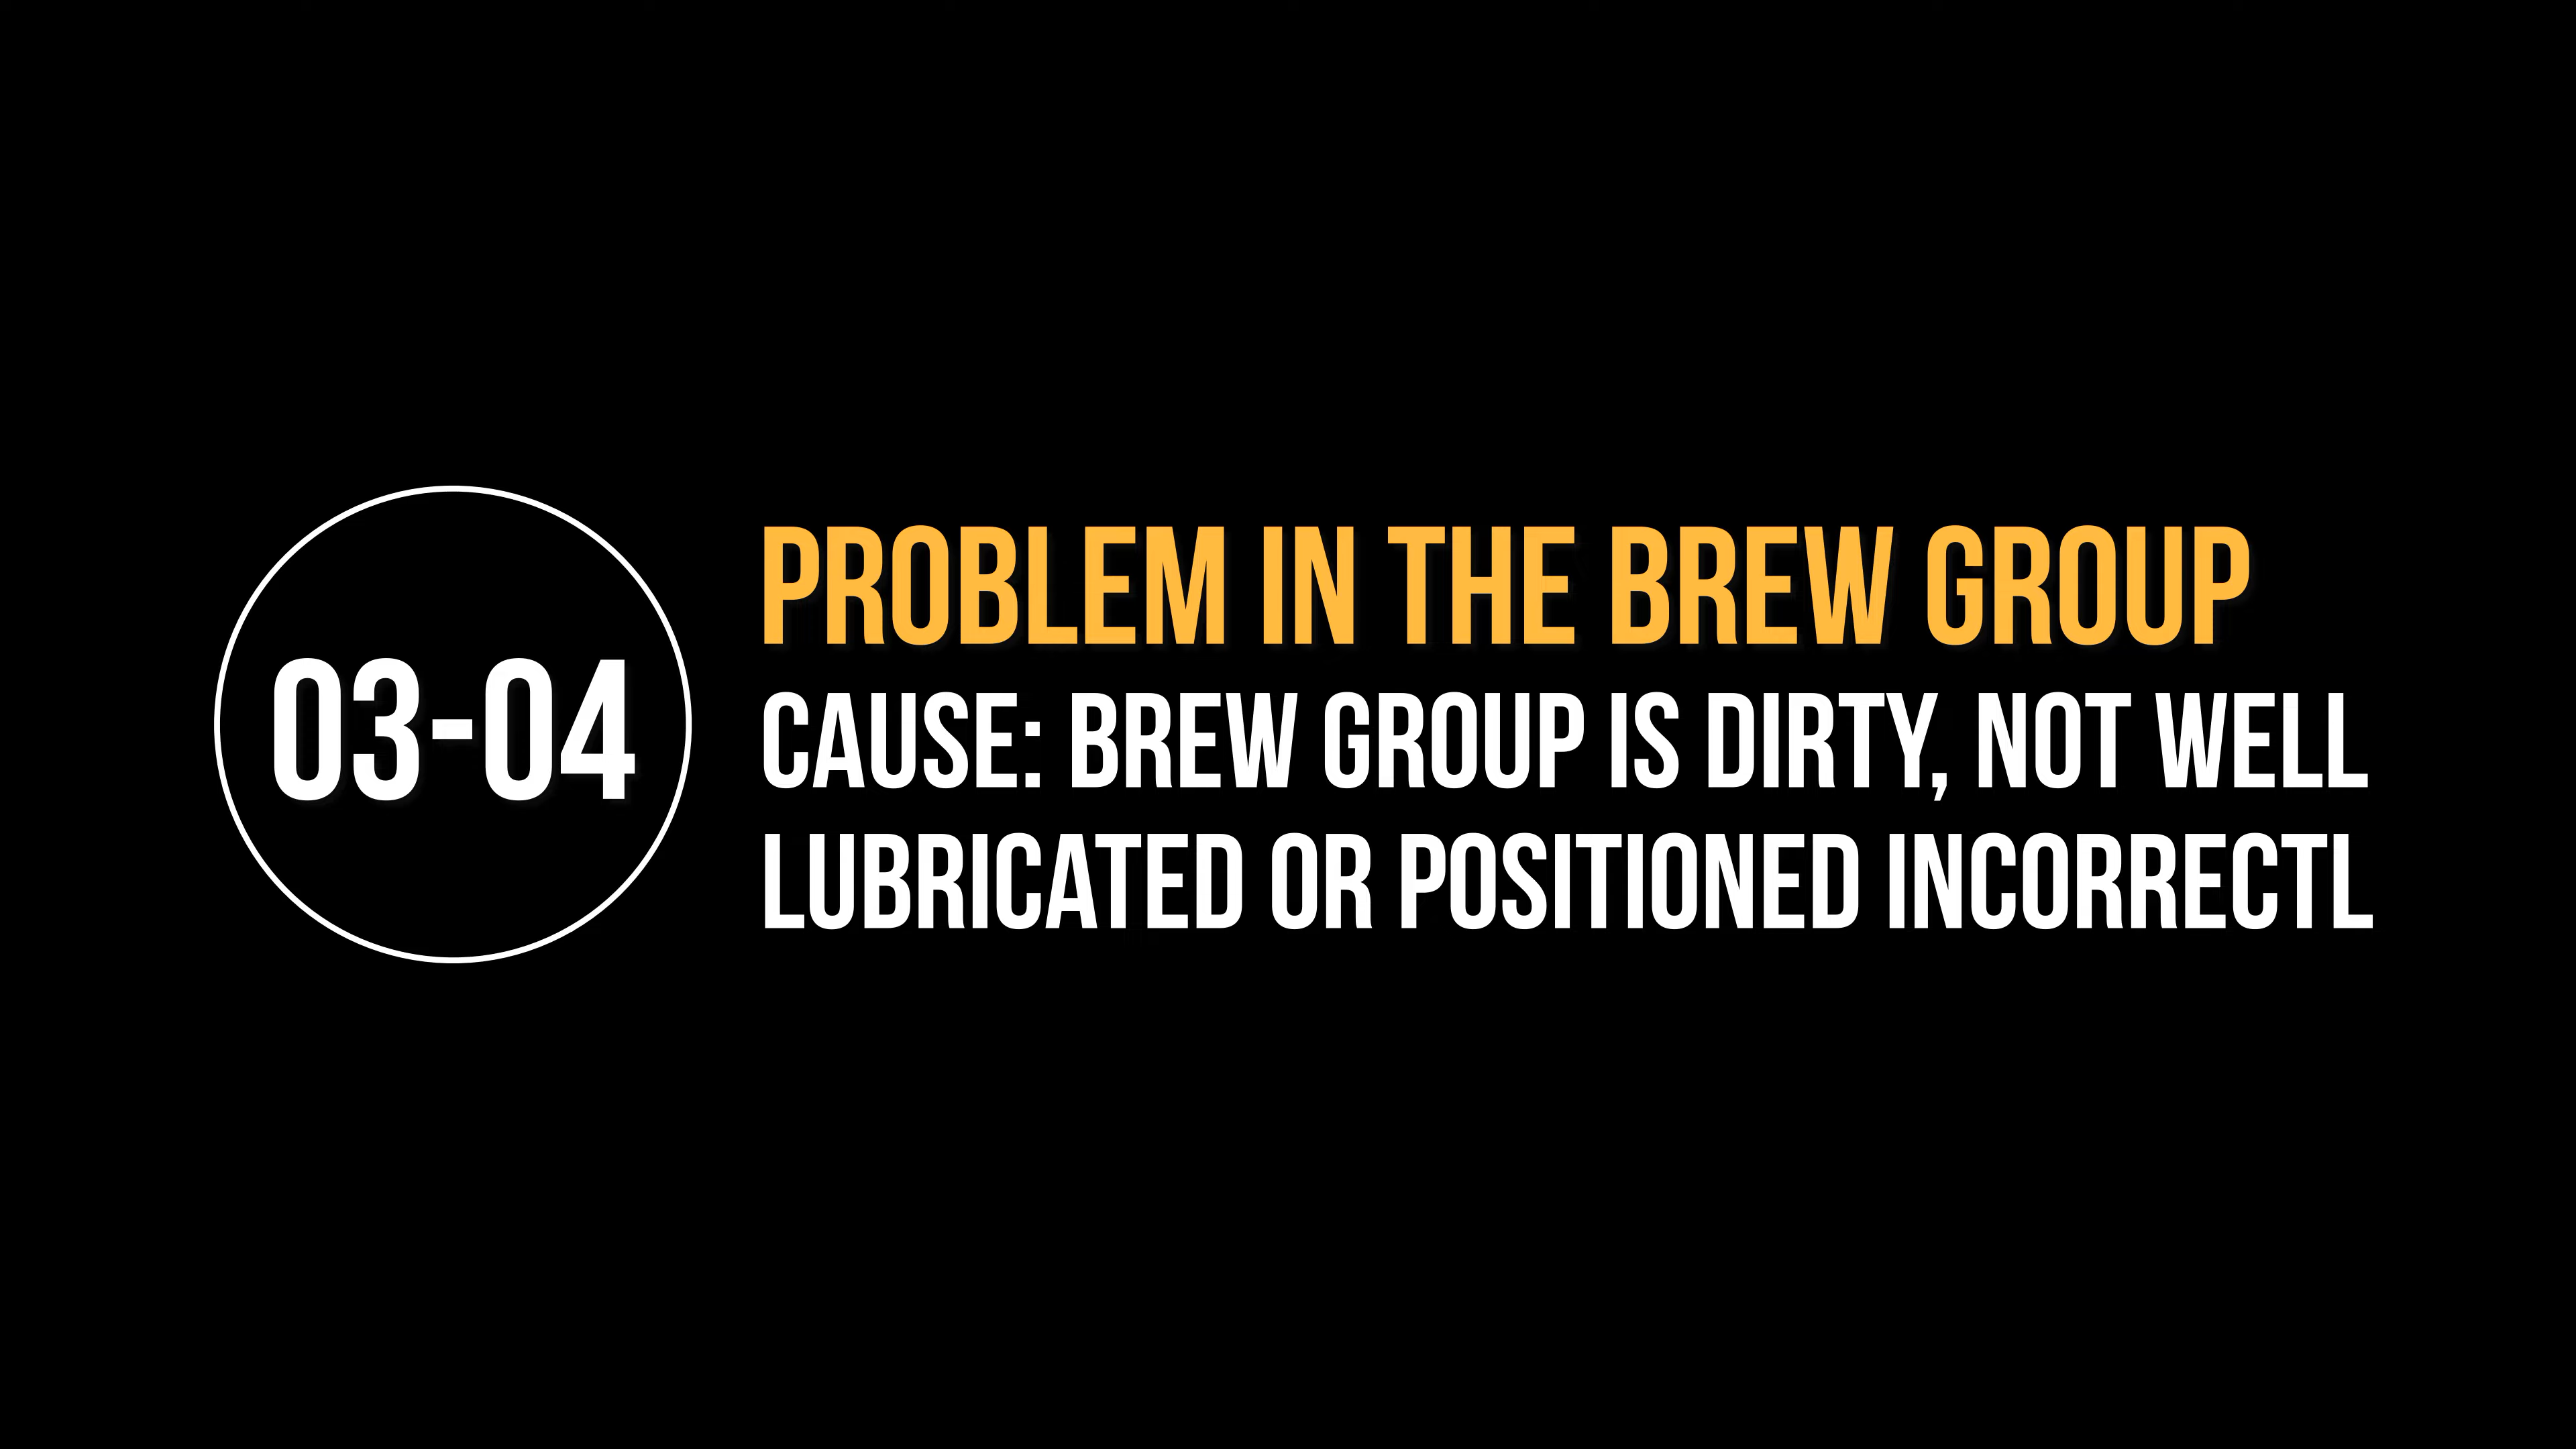 03-04
PROBLEM IN THE BREW GROUP
CAUSE: BREW GROUP IS DIRTY, NOT WELL
LUBRICATED OR POSITIONED INCORRECTL